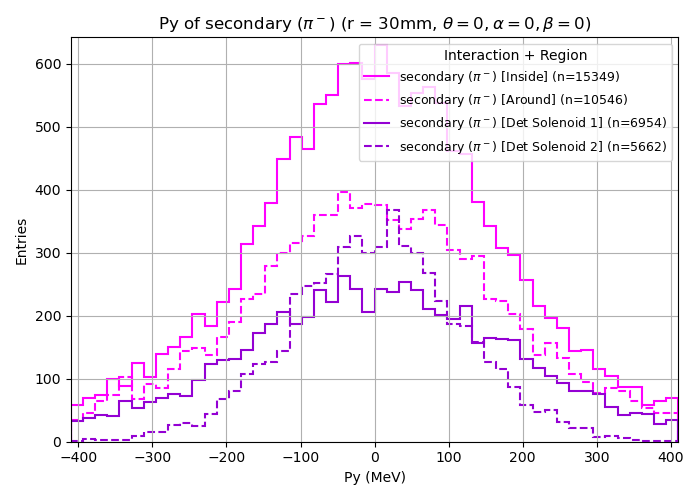 Py of secondary (π⁻) (r = 30mm, θ = 0, α = 0, β = 0)
Interaction + Region
secondary (π⁻) [Inside] (n=15349)
secondary (π⁻) [Around] (n=10546)
secondary (π⁻) [Det Solenoid 1] (n=6954)
secondary (π⁻) [Det Solenoid 2] (n=5662)
Entries
600
500
400
300
200
100
0
−400 −300 −200 −100 0 100 200 300 400
Py (MeV)